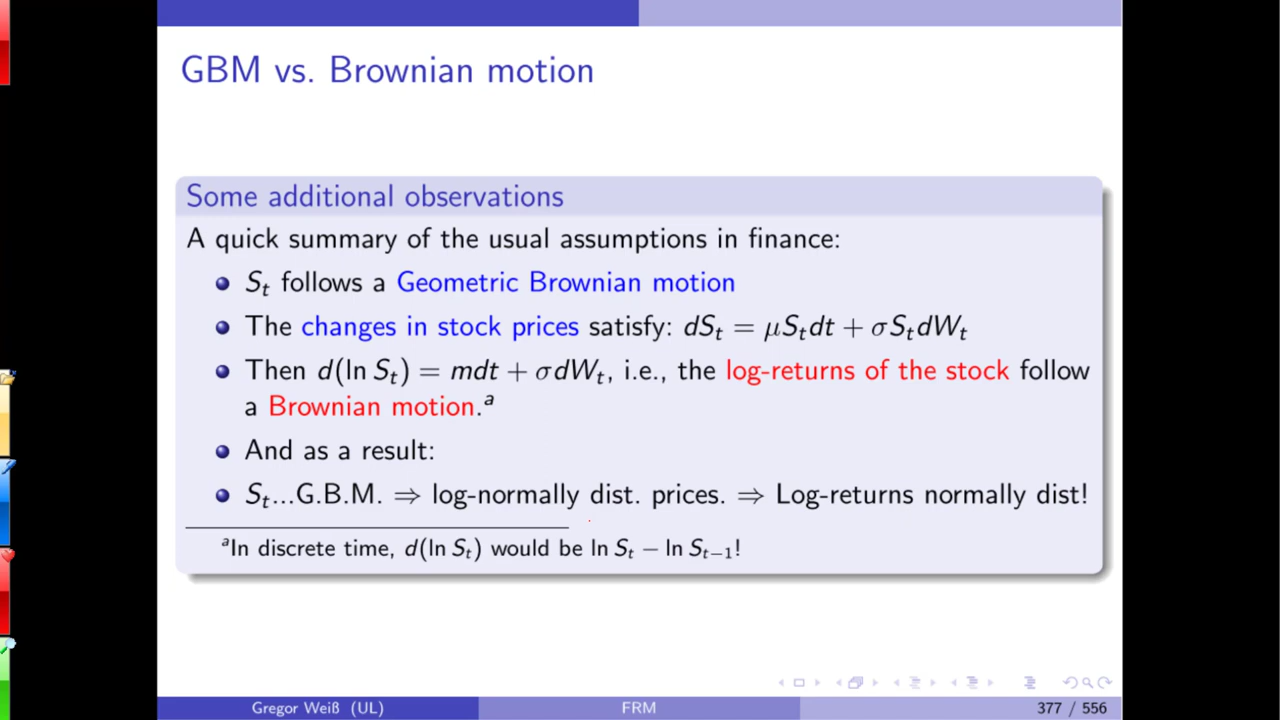 GBM vs. Brownian motion
Some additional observations
A quick summary of the usual assumptions in finance:
S_t follows a Geometric Brownian motion
The changes in stock prices satisfy: dS_t = μS_t dt + σS_t dW_t
Then d(ln S_t) = mdt + σdW_t, i.e., the log-returns of the stock follow
a Brownian motion.^a
And as a result:
S_t...G.B.M. ⇒ log-normally dist. prices. ⇒ Log-returns normally dist!
^a In discrete time, d(ln S_t) would be ln S_t − ln S_{t−1}!
Gregor Weiß (UL) FRM 377 / 556